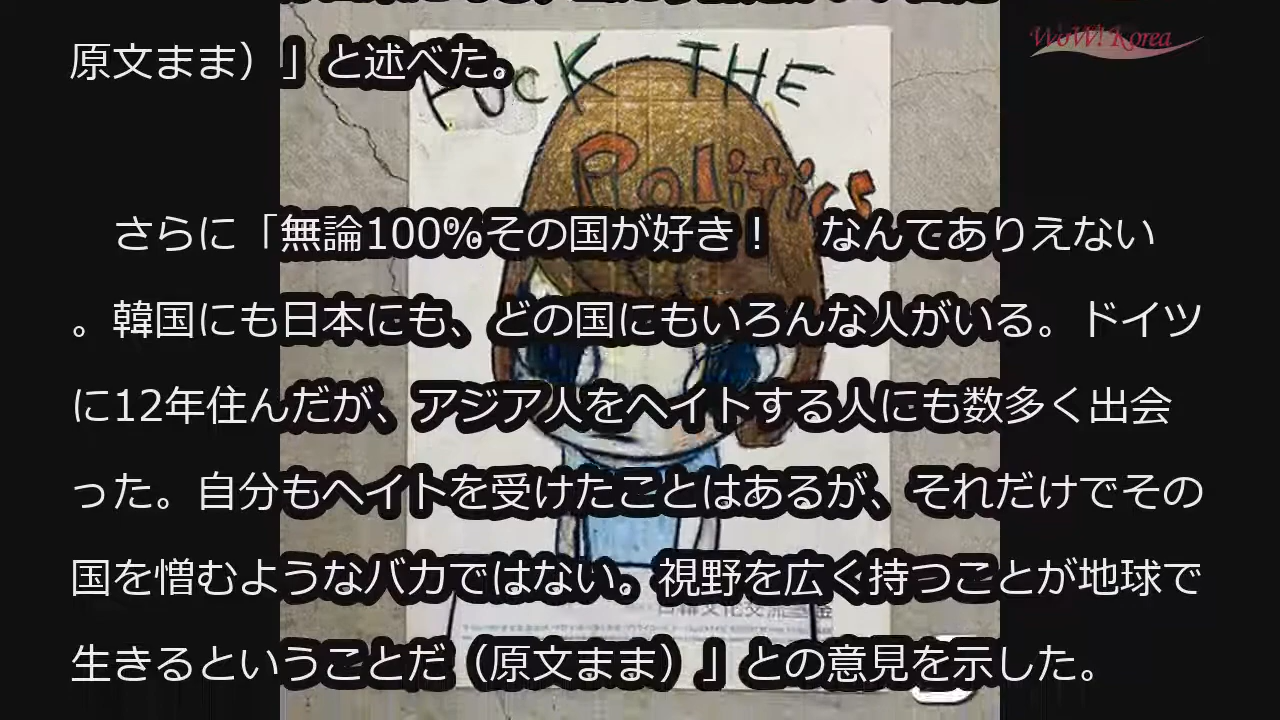 WoW! Korea
原文まま）」と述べた。
FUCK THE
Politics
さらに「無論100％その国が好き！　なんてありえない
。韓国にも日本にも、どの国にもいろんな人がいる。ドイツ
に12年住んだが、アジア人をヘイトする人にも数多く出会
った。自分もヘイトを受けたことはあるが、それだけでその
国を憎むようなバカではない。視野を広く持つことが地球で
生きるということだ（原文まま）」との意見を示した。